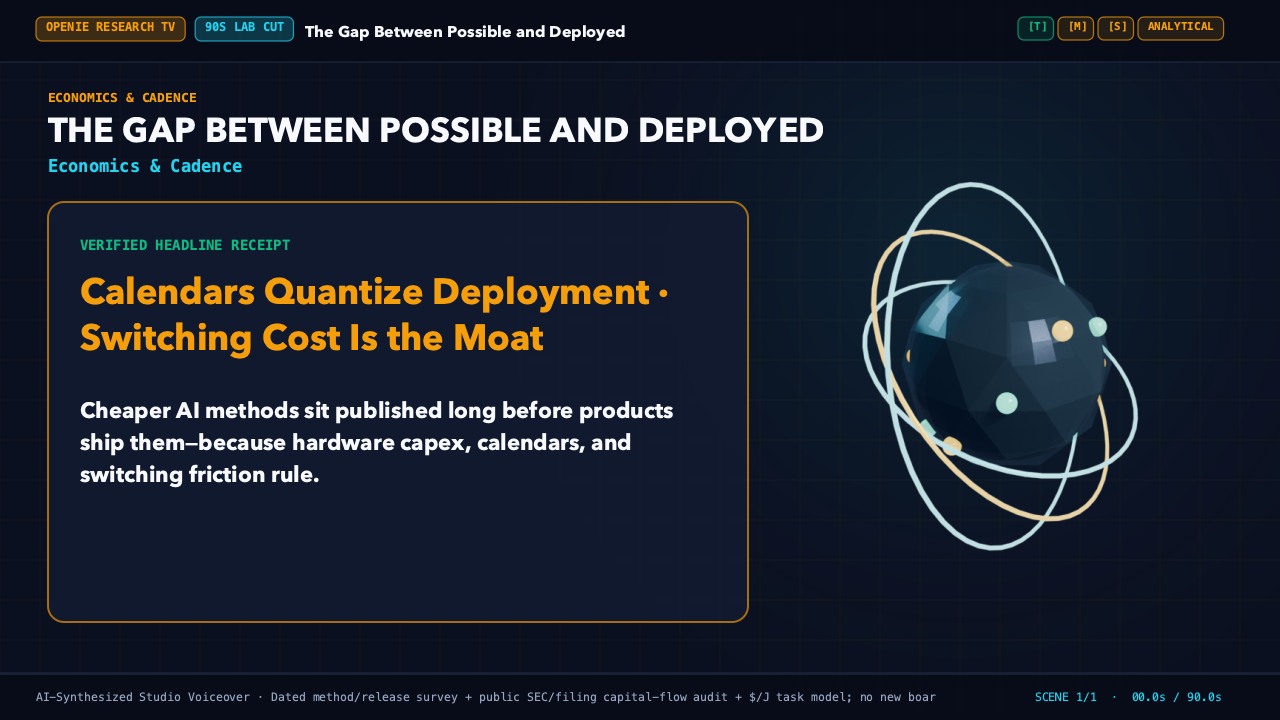 OPENIE RESEARCH TV
90S LAB CUT
The Gap Between Possible and Deployed
[T]
[M]
[S]
ANALYTICAL
ECONOMICS & CADENCE
THE GAP BETWEEN POSSIBLE AND DEPLOYED
Economics & Cadence
VERIFIED HEADLINE RECEIPT
Calendars Quantize Deployment ·
Switching Cost Is the Moat
Cheaper AI methods sit published long before products
ship them—because hardware capex, calendars, and
switching friction rule.
AI-Synthesized Studio Voiceover · Dated method/release survey + public SEC/filing capital-flow audit + $/J task model; no new boar
SCENE 1/1 · 00.0s / 90.0s